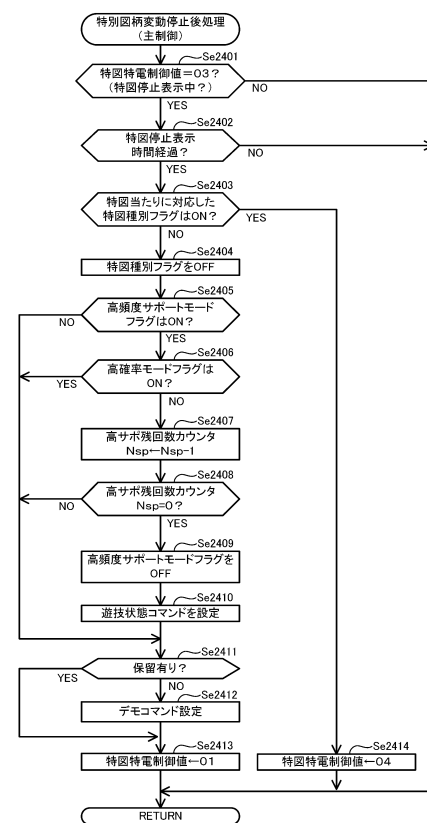 特別図柄変動停止後処理
(主制御)
Se2401
特図特電制御値＝03？
(特図停止表示中？)
NO
YES
Se2402
特図停止表示
時間経過？
NO
YES
Se2403
特図当たりに対応した
特図種別フラグはON？
YES
NO
Se2404
特図種別フラグをOFF
Se2405
高頻度サポートモード
フラグはON？
NO
YES
Se2406
高確率モードフラグは
ON？
YES
NO
Se2407
高サポ残回数カウンタ
Nsp←Nsp-1
Se2408
高サポ残回数カウンタ
Nsp=0？
NO
YES
Se2409
高頻度サポートモードフラグを
OFF
Se2410
遊技状態コマンドを設定
Se2411
保留有り？
YES
NO
Se2412
デモコマンド設定
Se2413
特図特電制御値←01
Se2414
特図特電制御値←04
RETURN